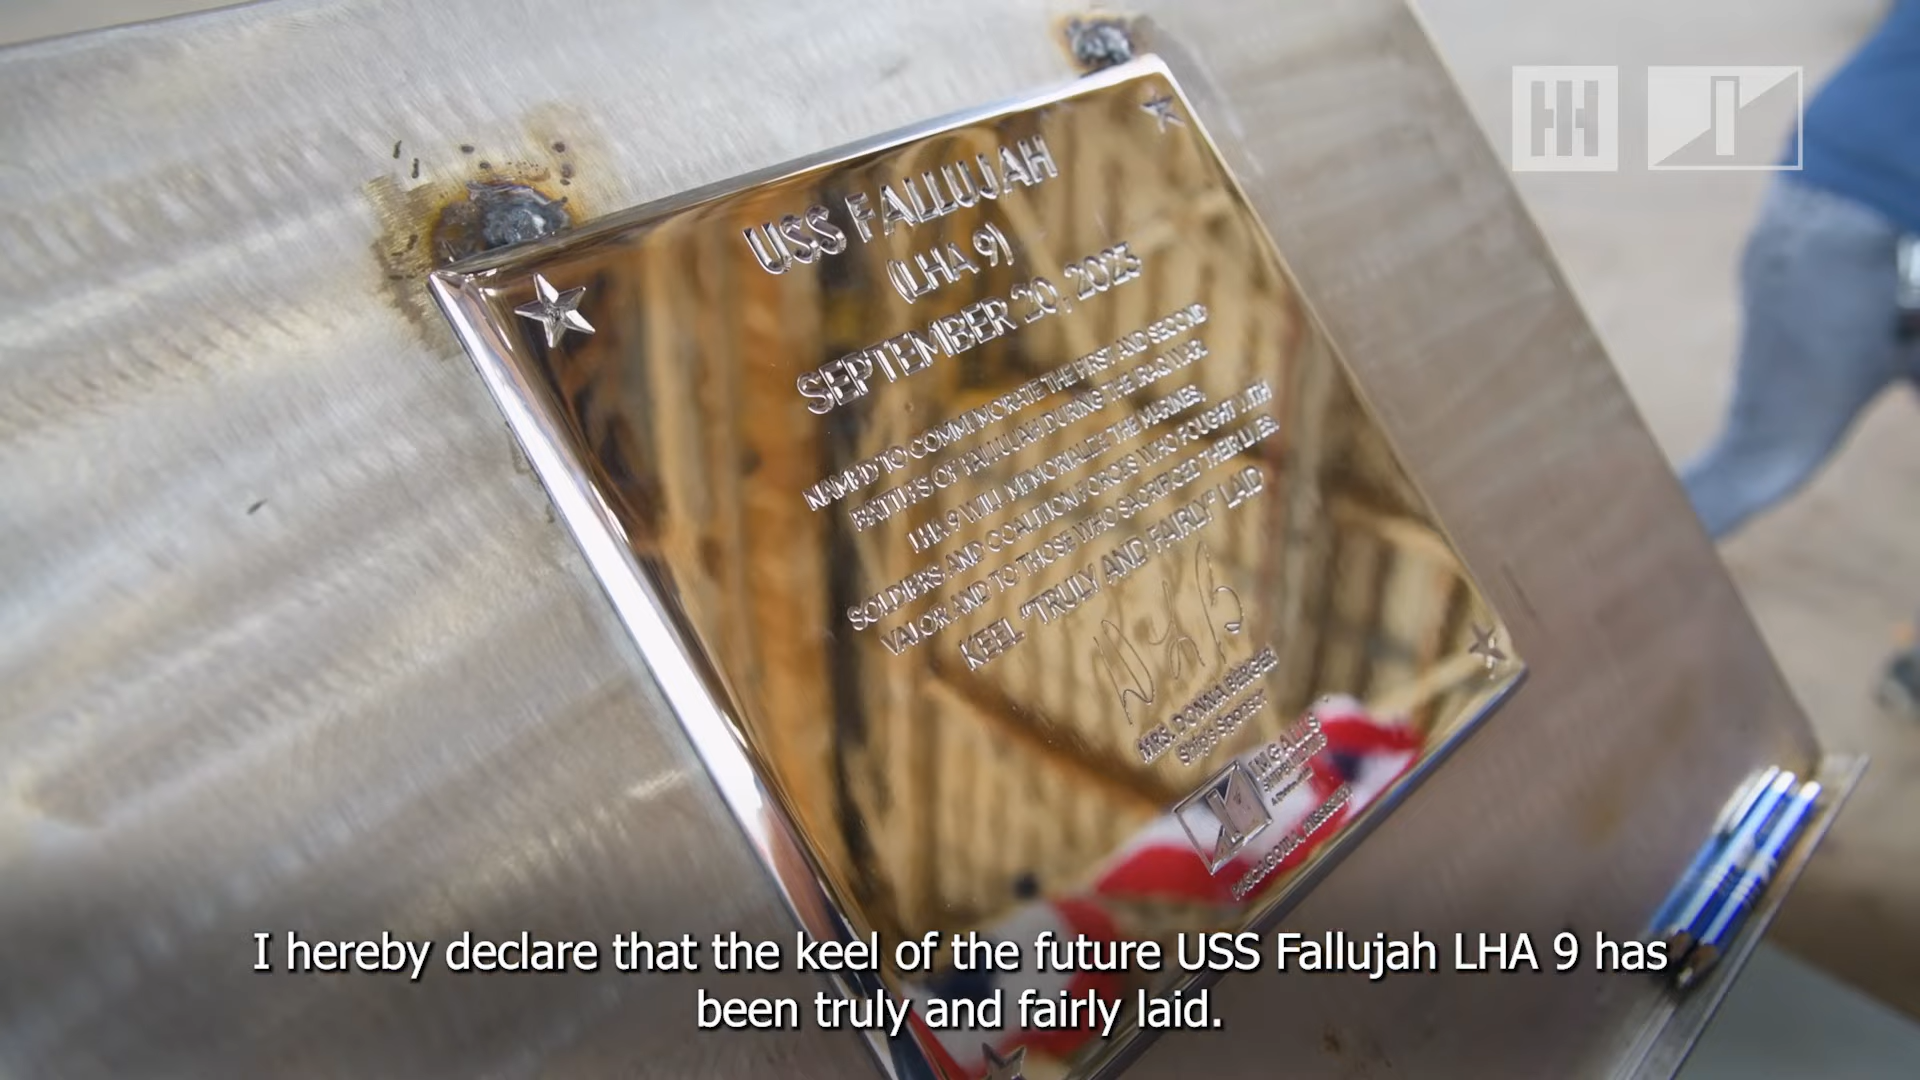 USS FALLUJAH
(LHA 9)
SEPTEMBER 20, 2023
NAMED TO COMMEMORATE THE FIRST AND SECOND
BATTLES OF FALLUJAH DURING THE IRAQ WAR
LHA 9 WILL MEMORIALIZE THE MARINES,
SOLDIERS AND COALITION FORCES WHO FOUGHT WITH
VALOR AND TO THOSE WHO SACRIFICED THEIR LIVES
KEEL "TRULY AND FAIRLY" LAID
MRS. DONNA BERGER
Ship's Sponsor
INGALLS
SHIPBUILDING
PASCAGOULA, MISSISSIPPI
I hereby declare that the keel of the future USS Fallujah LHA 9 has
been truly and fairly laid.